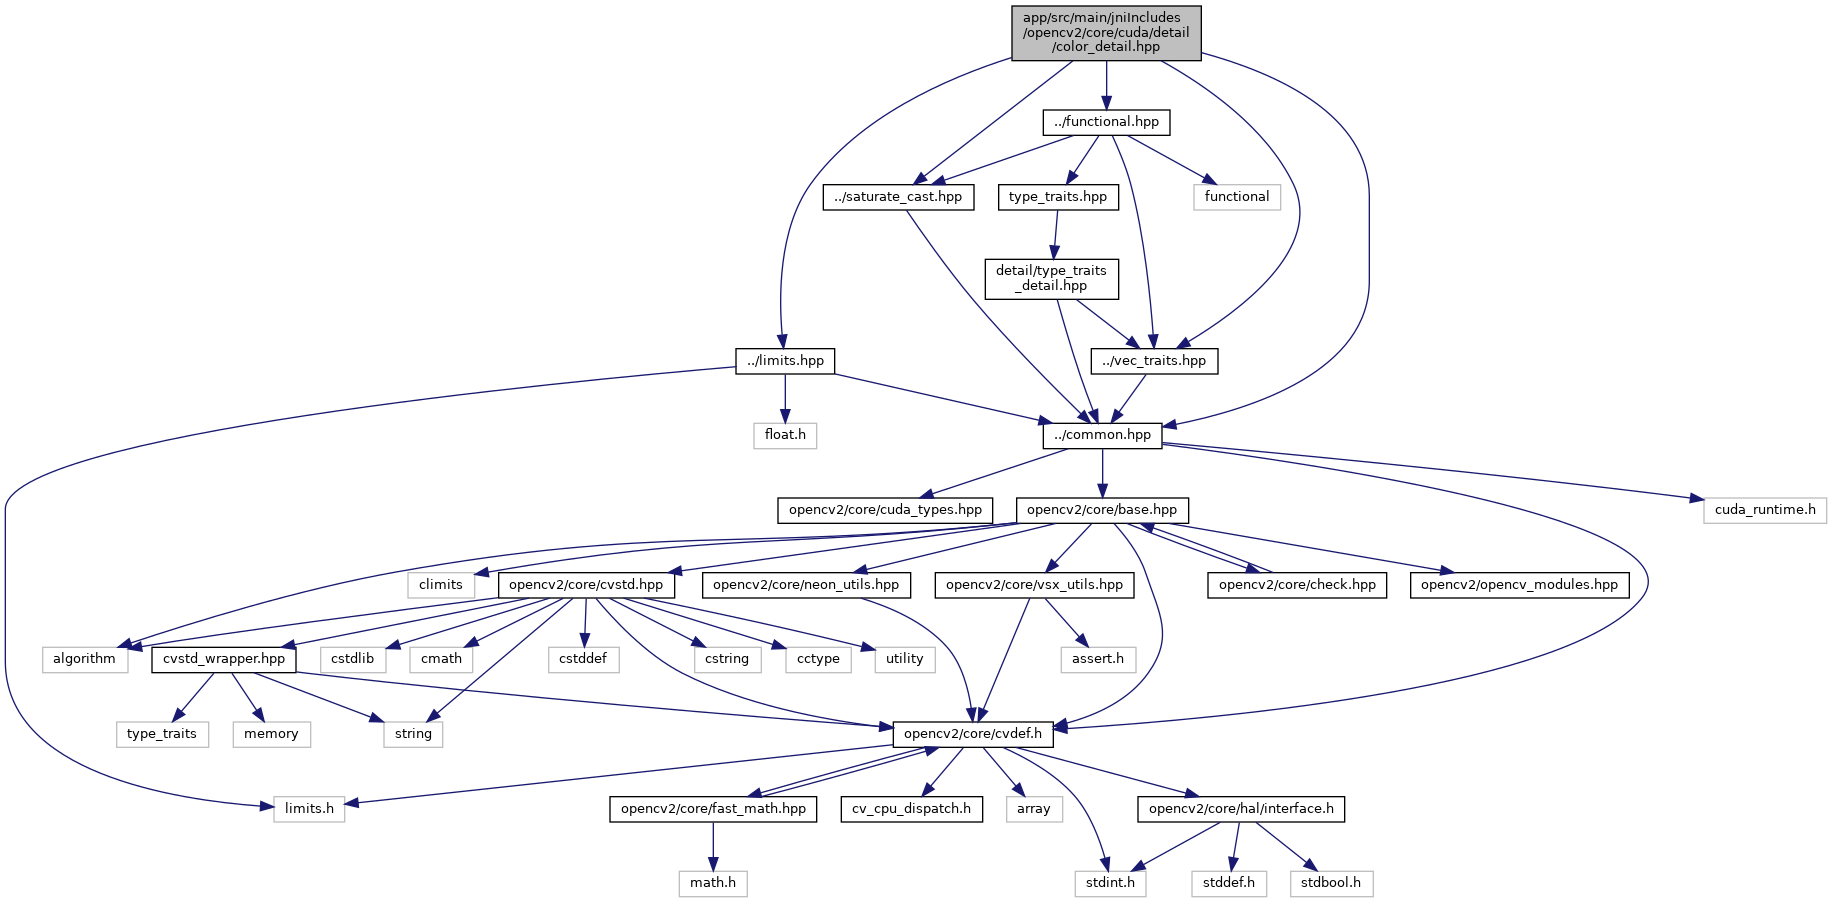 app/src/main/jniIncludes
/opencv2/core/cuda/detail
/color_detail.hpp
../functional.hpp
../saturate_cast.hpp
type_traits.hpp
functional
detail/type_traits
_detail.hpp
../limits.hpp
../vec_traits.hpp
float.h
../common.hpp
opencv2/core/cuda_types.hpp
opencv2/core/base.hpp
cuda_runtime.h
climits
opencv2/core/cvstd.hpp
opencv2/core/neon_utils.hpp
opencv2/core/vsx_utils.hpp
opencv2/core/check.hpp
opencv2/opencv_modules.hpp
algorithm
cvstd_wrapper.hpp
cstdlib
cmath
cstddef
cstring
cctype
utility
assert.h
type_traits
memory
string
opencv2/core/cvdef.h
limits.h
opencv2/core/fast_math.hpp
cv_cpu_dispatch.h
array
opencv2/core/hal/interface.h
math.h
stdint.h
stddef.h
stdbool.h